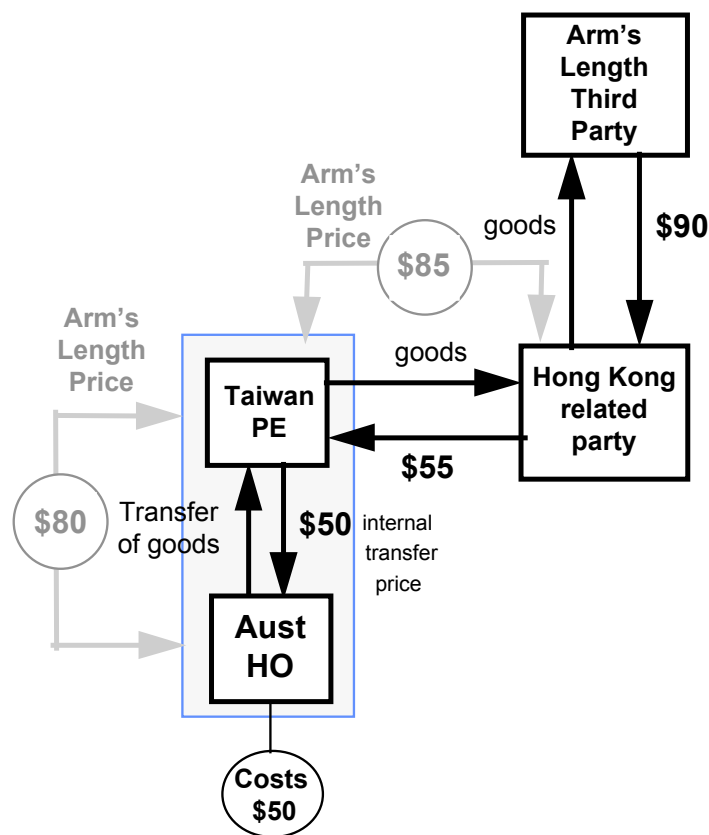 Arm's
Length
Third
Party
Arm's
Length
Price
goods
$90
$85
Arm's
Length
Price
goods
Taiwan
PE
Hong Kong
related
party
$55
$80
Transfer
of goods
$50 internal
transfer
price
Aust
HO
Costs
$50